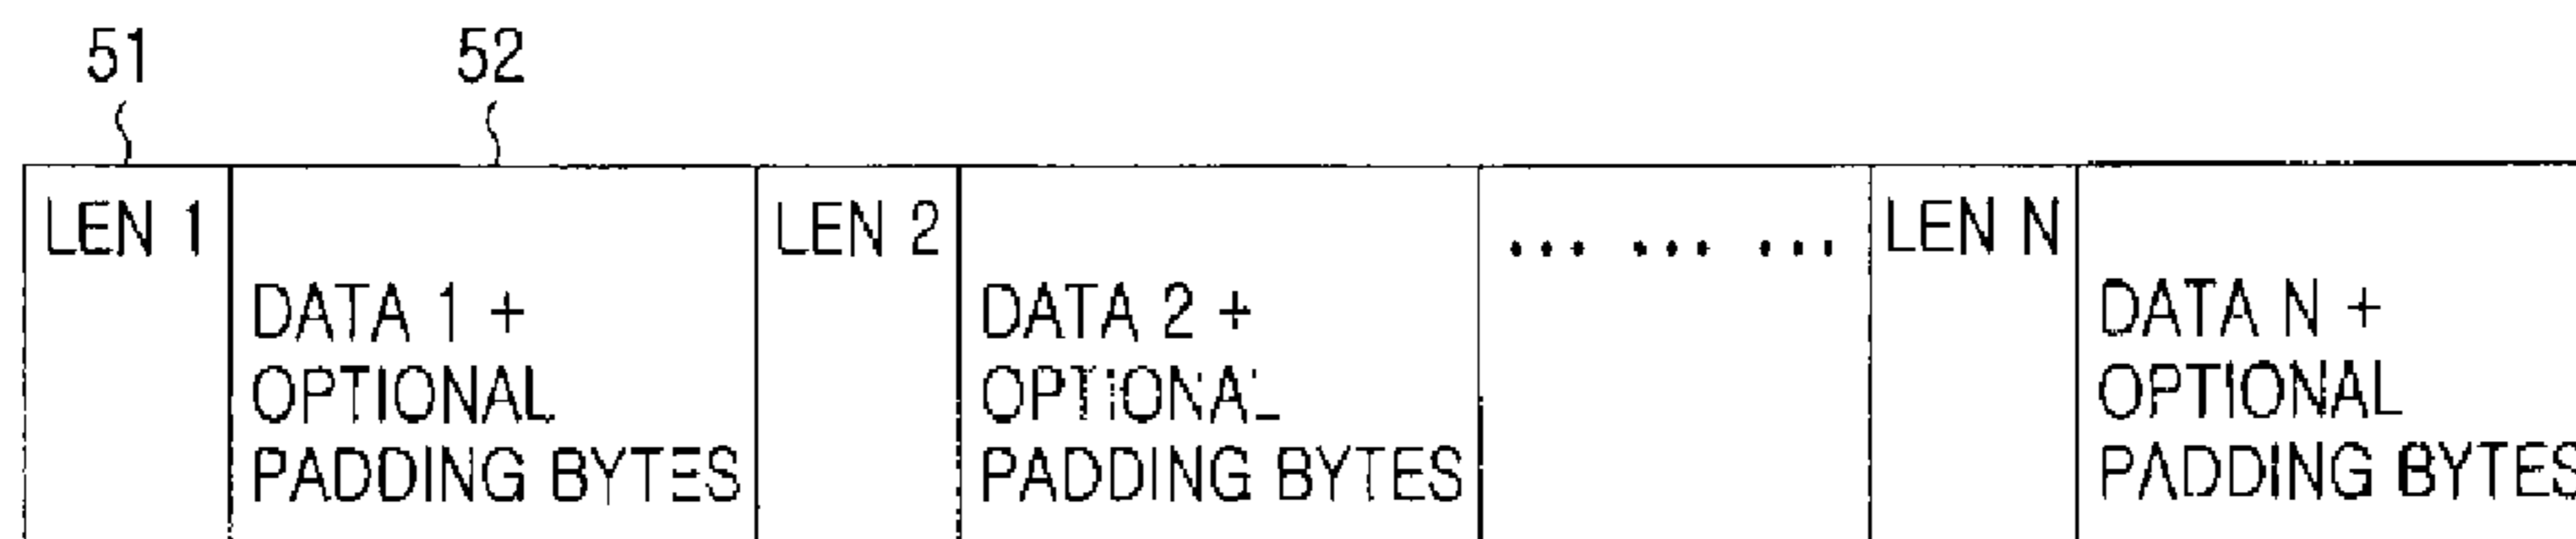 51 52
LEN 1 LEN 2 ... ... ... LEN N
DATA 1 + DATA 2 + DATA N +
OPTIONAL OPTIONAL OPTIONAL
PADDING BYTES PADDING BYTES PADDING BYTES